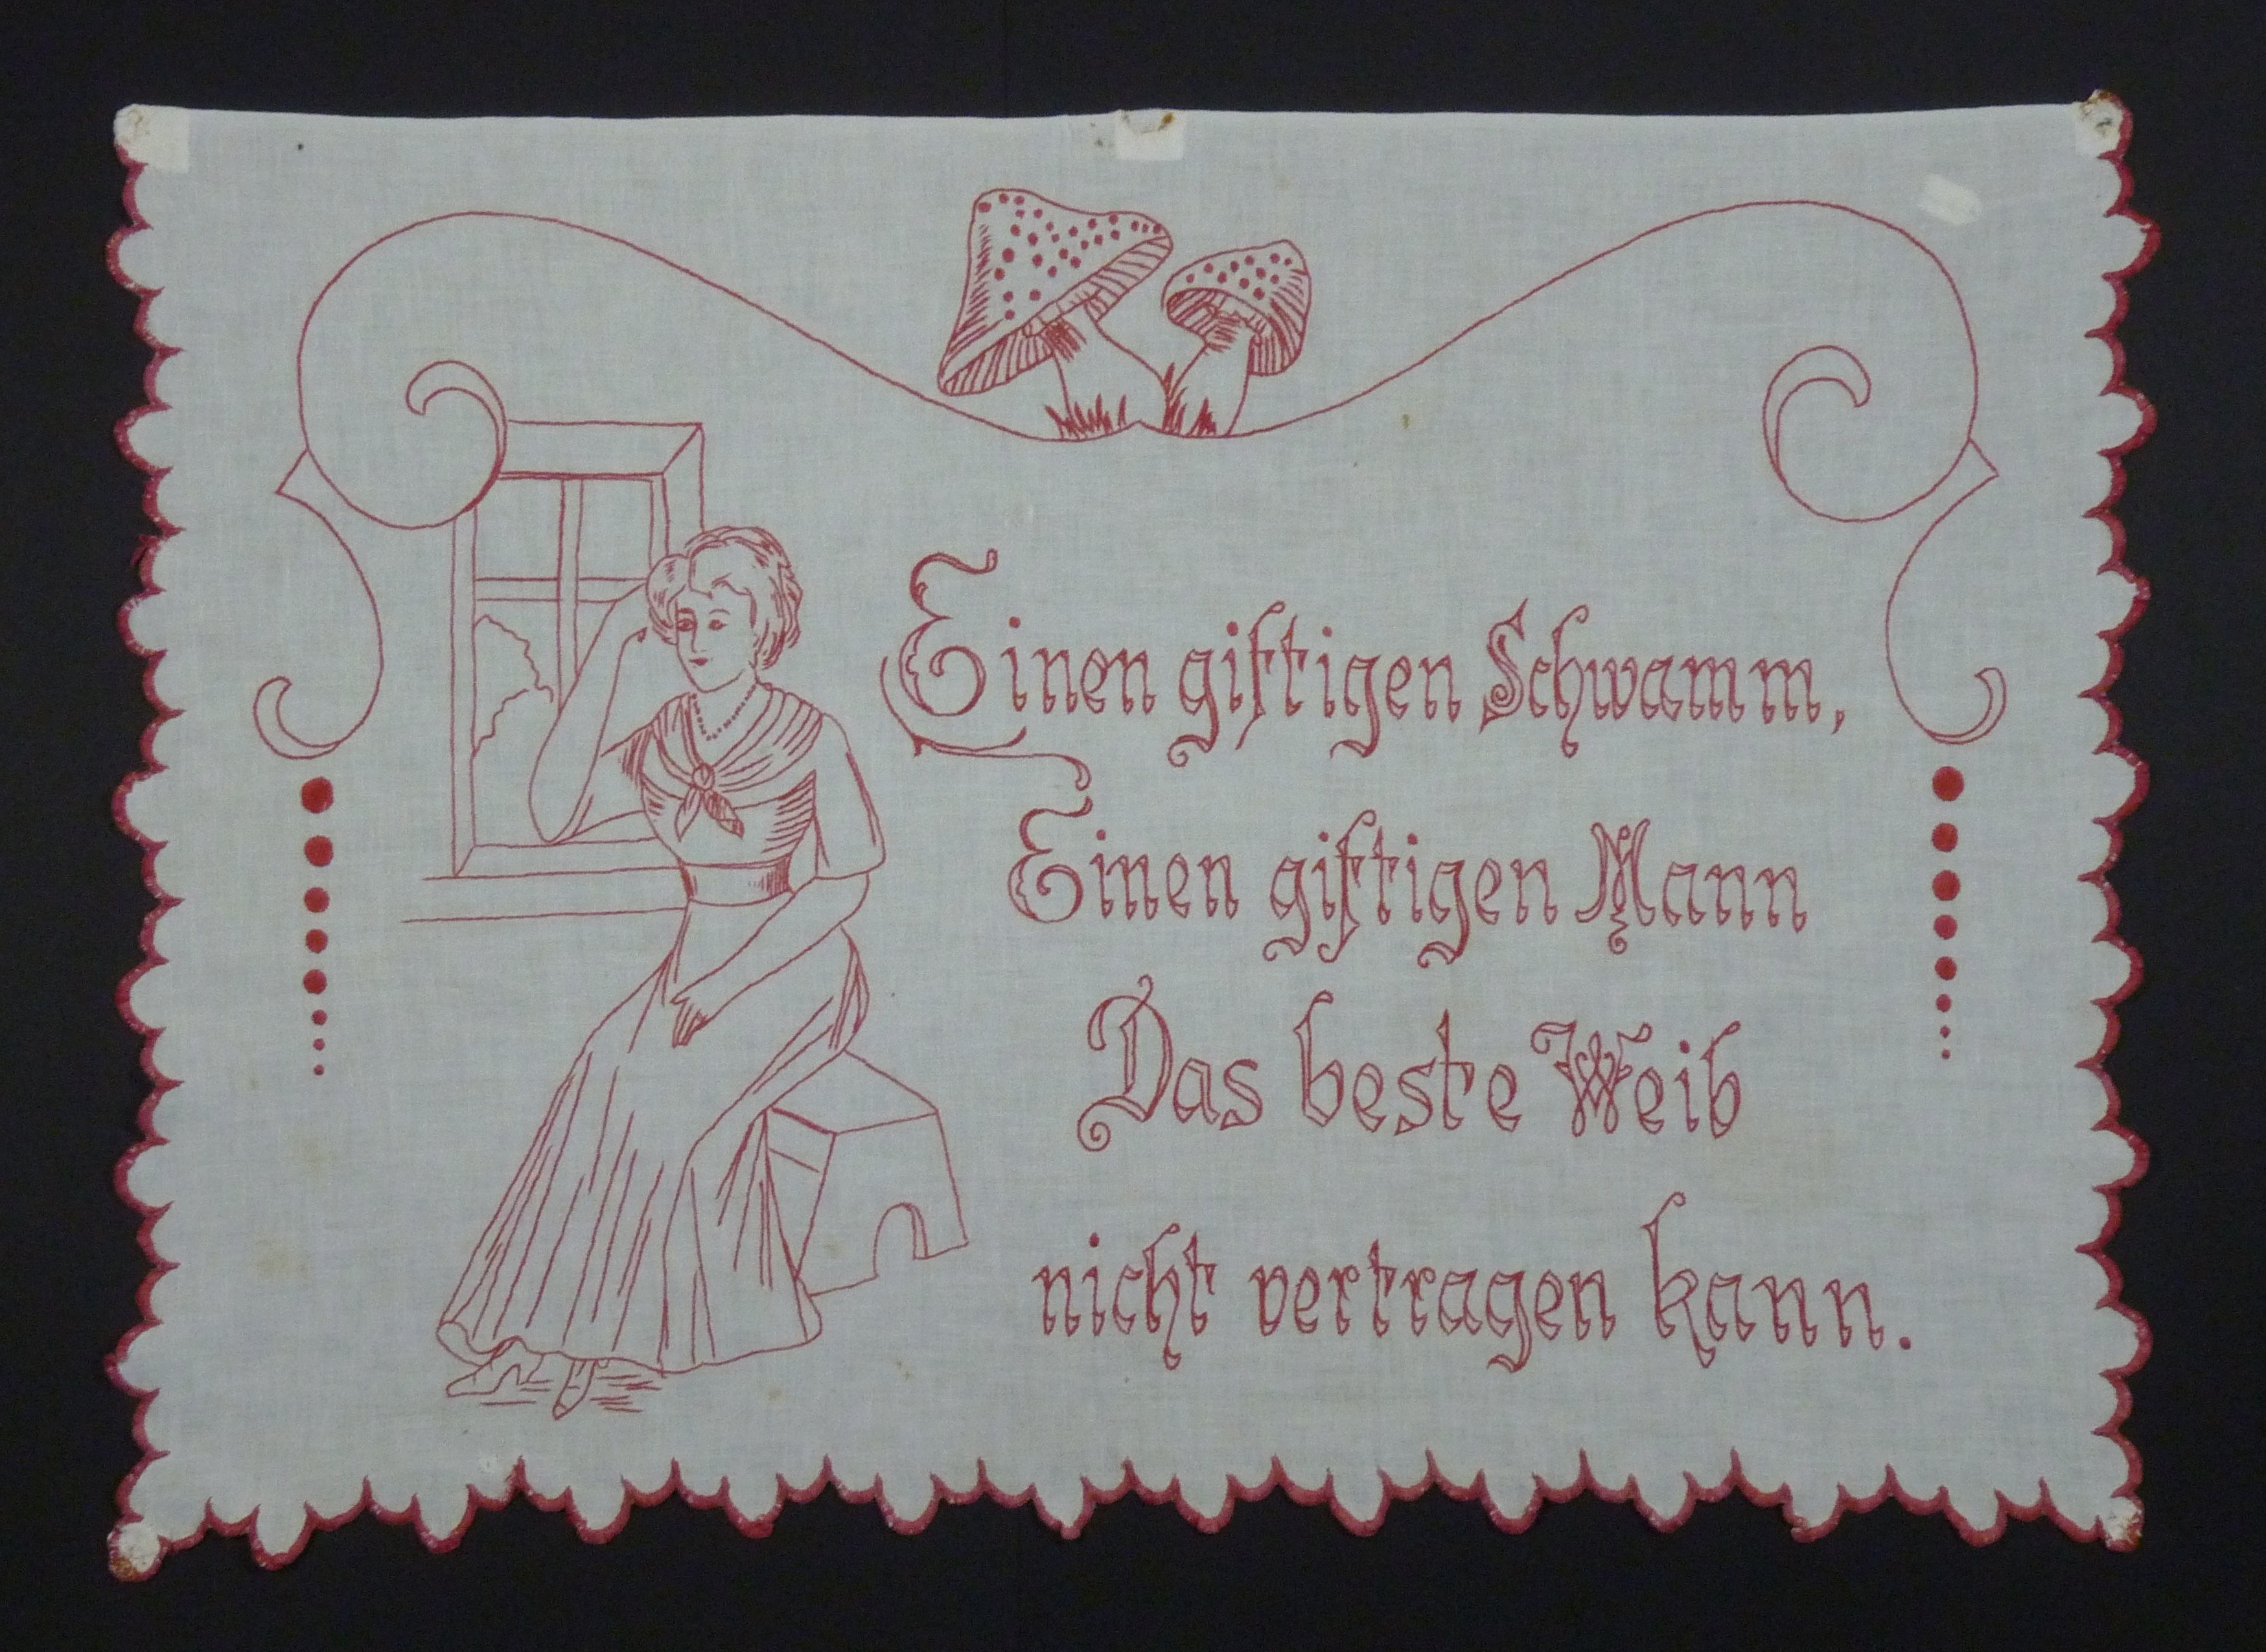 Einen giftigen Schwamm,
Einen giftigen Mann
Das beste Weib
nicht vertragen kann.